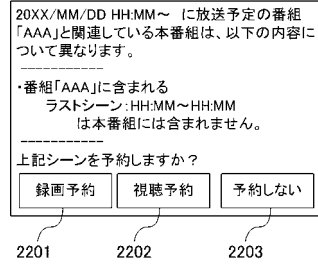 20XX/MM/DD HH:MM～ に放送予定の番組
「AAA」と関連している本番組は、以下の内容に
ついて異なります。
-----------
・番組「AAA」に含まれる
ラストシーン:HH:MM～HH:MM
は本番組には含まれません。
-----------
上記シーンを予約しますか？
録画予約 視聴予約 予約しない
2201 2202 2203